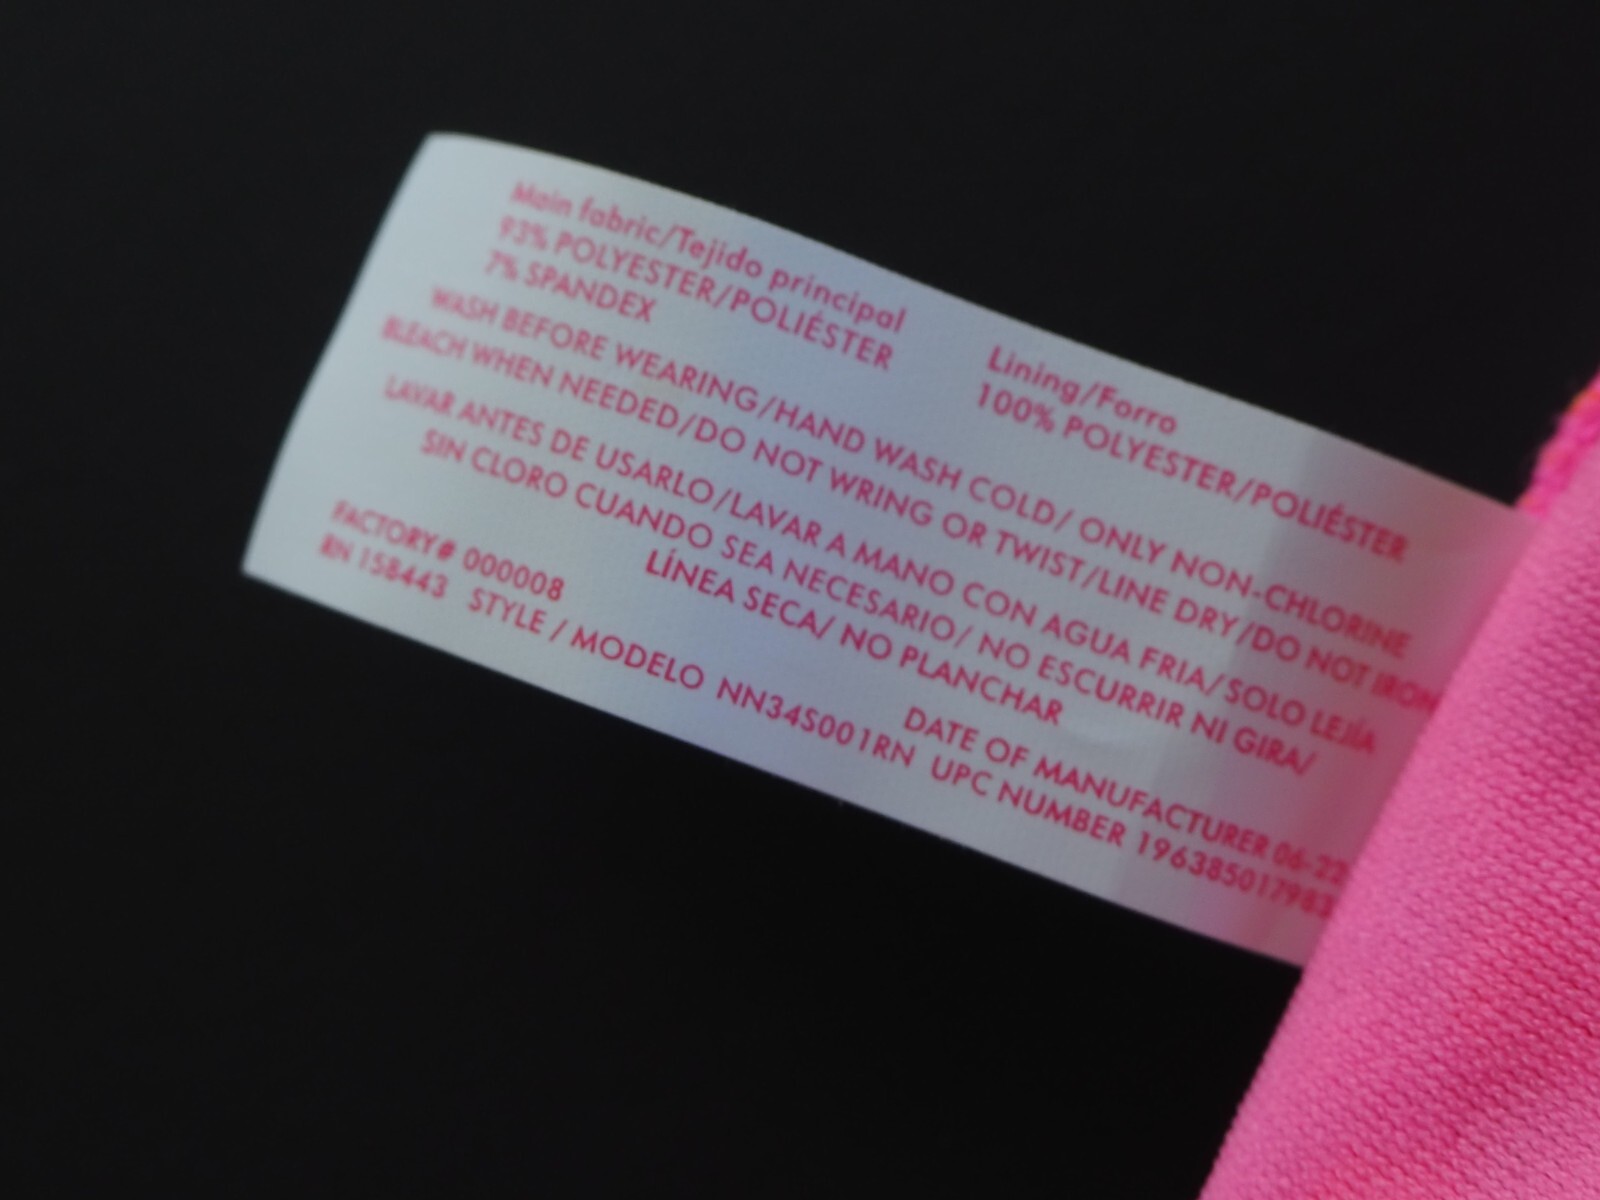 Main fabric/Tejido principal
93% POLYESTER/POLIÉSTER
7% SPANDEX
Lining/Forro
100% POLYESTER/POLIÉSTER
WASH BEFORE WEARING/HAND WASH COLD/ ONLY NON-CHLORINE
BLEACH WHEN NEEDED/DO NOT WRING OR TWIST/LINE DRY/DO NOT IRON
LAVAR ANTES DE USARLO/LAVAR A MANO CON AGUA FRIA/SOLO LEJÍA
SIN CLORO CUANDO SEA NECESARIO/ NO ESCURRIR NI GIRA/
LÍNEA SECA/ NO PLANCHAR
FACTORY# 000008
DATE OF MANUFACTURER 06-22
RN 158443 STYLE / MODELO NN34S001RN UPC NUMBER